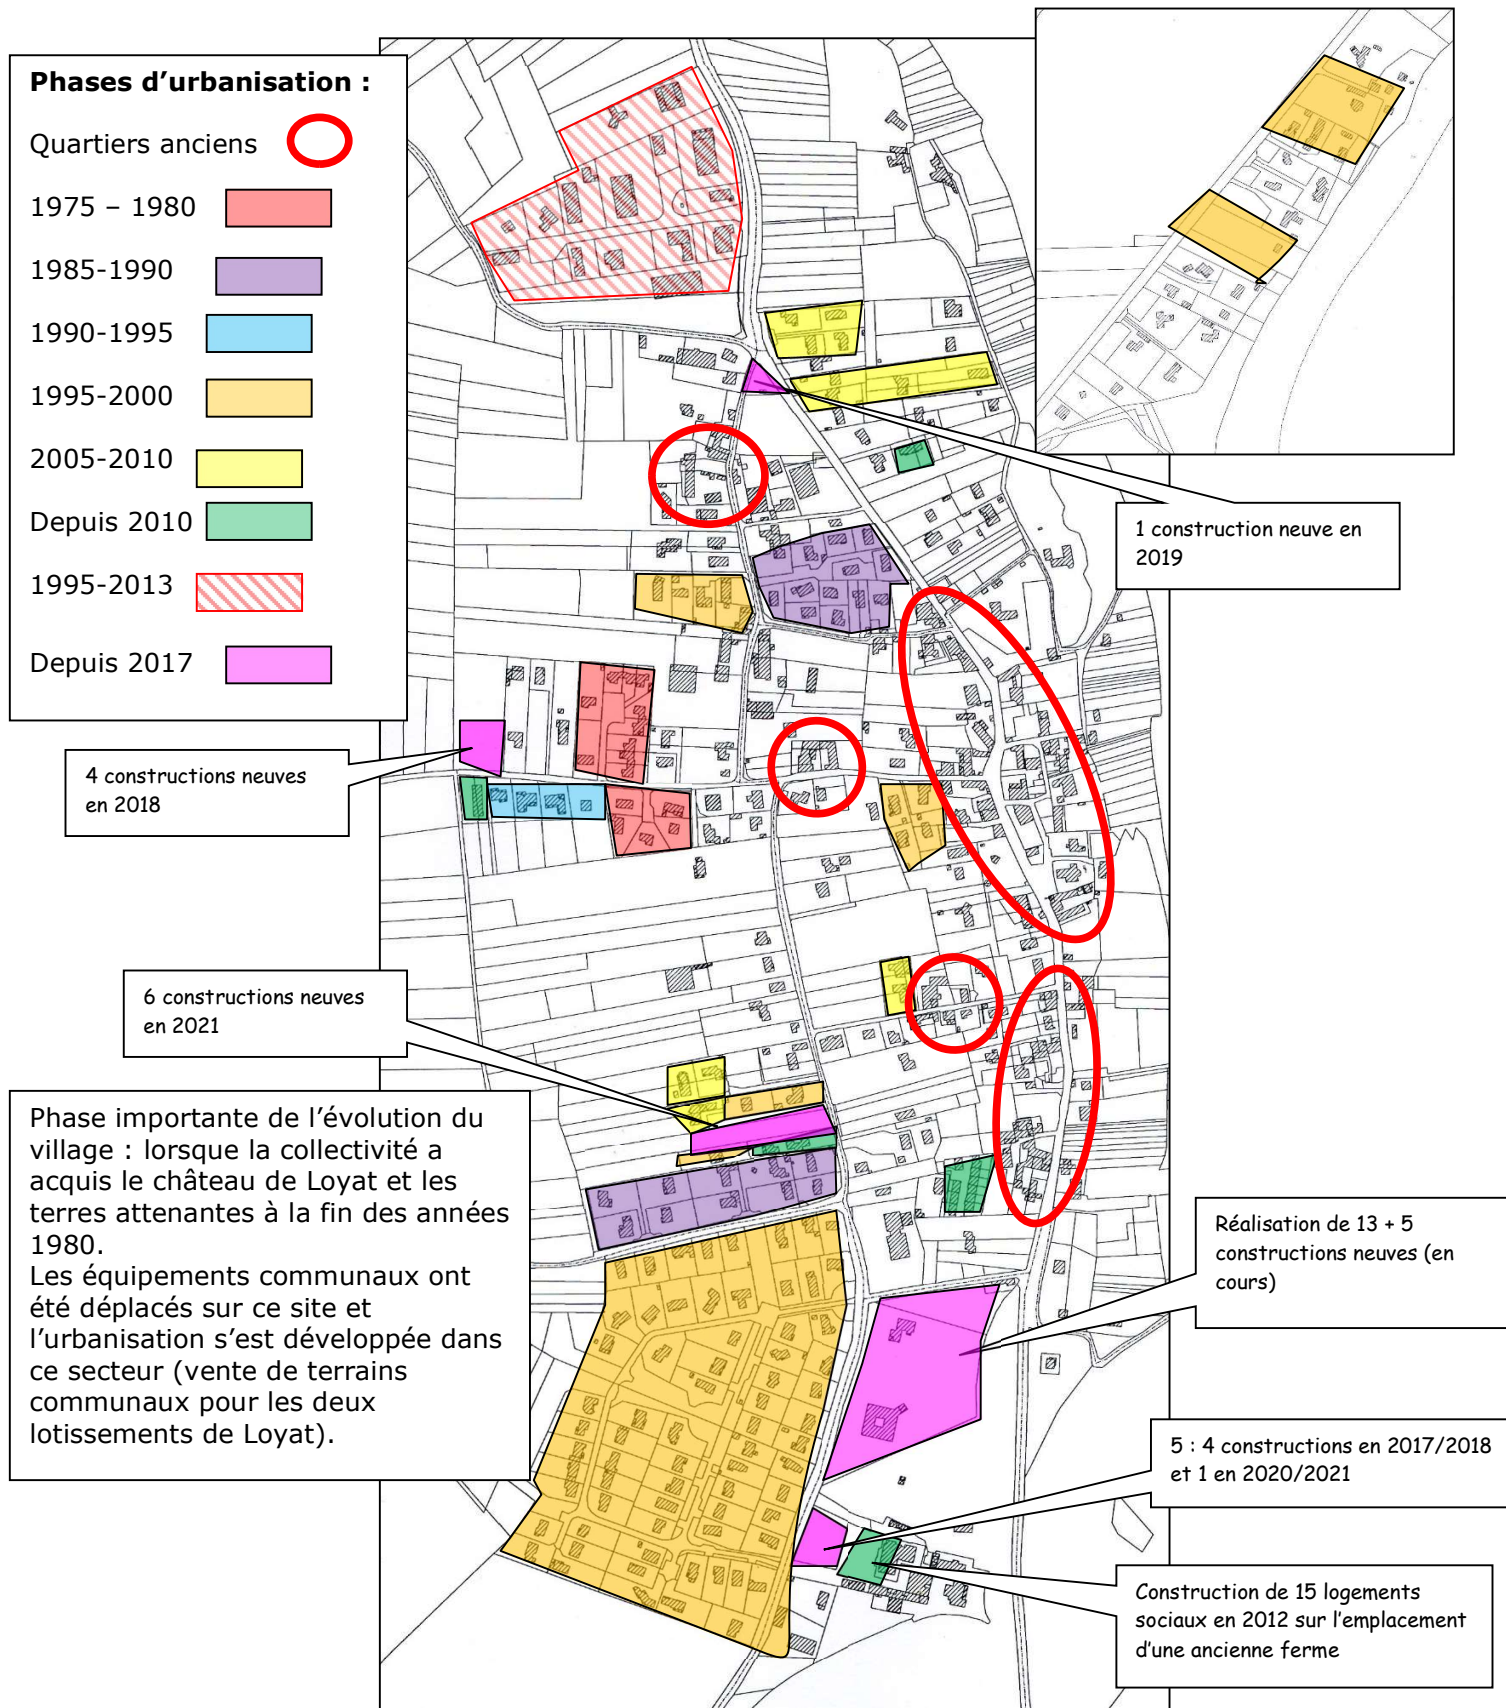 Phases d'urbanisation :
Quartiers anciens
1975 – 1980
1985-1990
1990-1995
1995-2000
2005-2010
Depuis 2010
1995-2013
Depuis 2017
1 construction neuve en
2019
4 constructions neuves
en 2018
6 constructions neuves
en 2021
Phase importante de l'évolution du
village : lorsque la collectivité a
acquis le château de Loyat et les
terres attenantes à la fin des années
1980.
Les équipements communaux ont
été déplacés sur ce site et
l'urbanisation s'est développée dans
ce secteur (vente de terrains
communaux pour les deux
lotissements de Loyat).
Réalisation de 13 + 5
constructions neuves (en
cours)
5 : 4 constructions en 2017/2018
et 1 en 2020/2021
Construction de 15 logements
sociaux en 2012 sur l'emplacement
d'une ancienne ferme